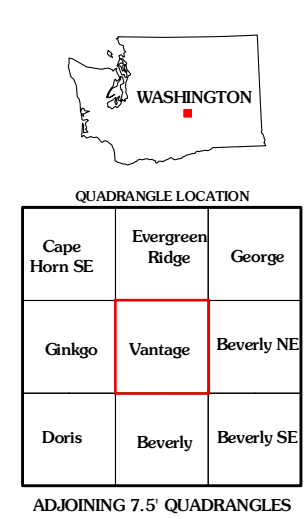 WASHINGTON
QUADRANGLE LOCATION
Cape
Horn SE
Evergreen
Ridge
George
Ginkgo
Vantage
Beverly NE
Doris
Beverly
Beverly SE
ADJOINING 7.5' QUADRANGLES